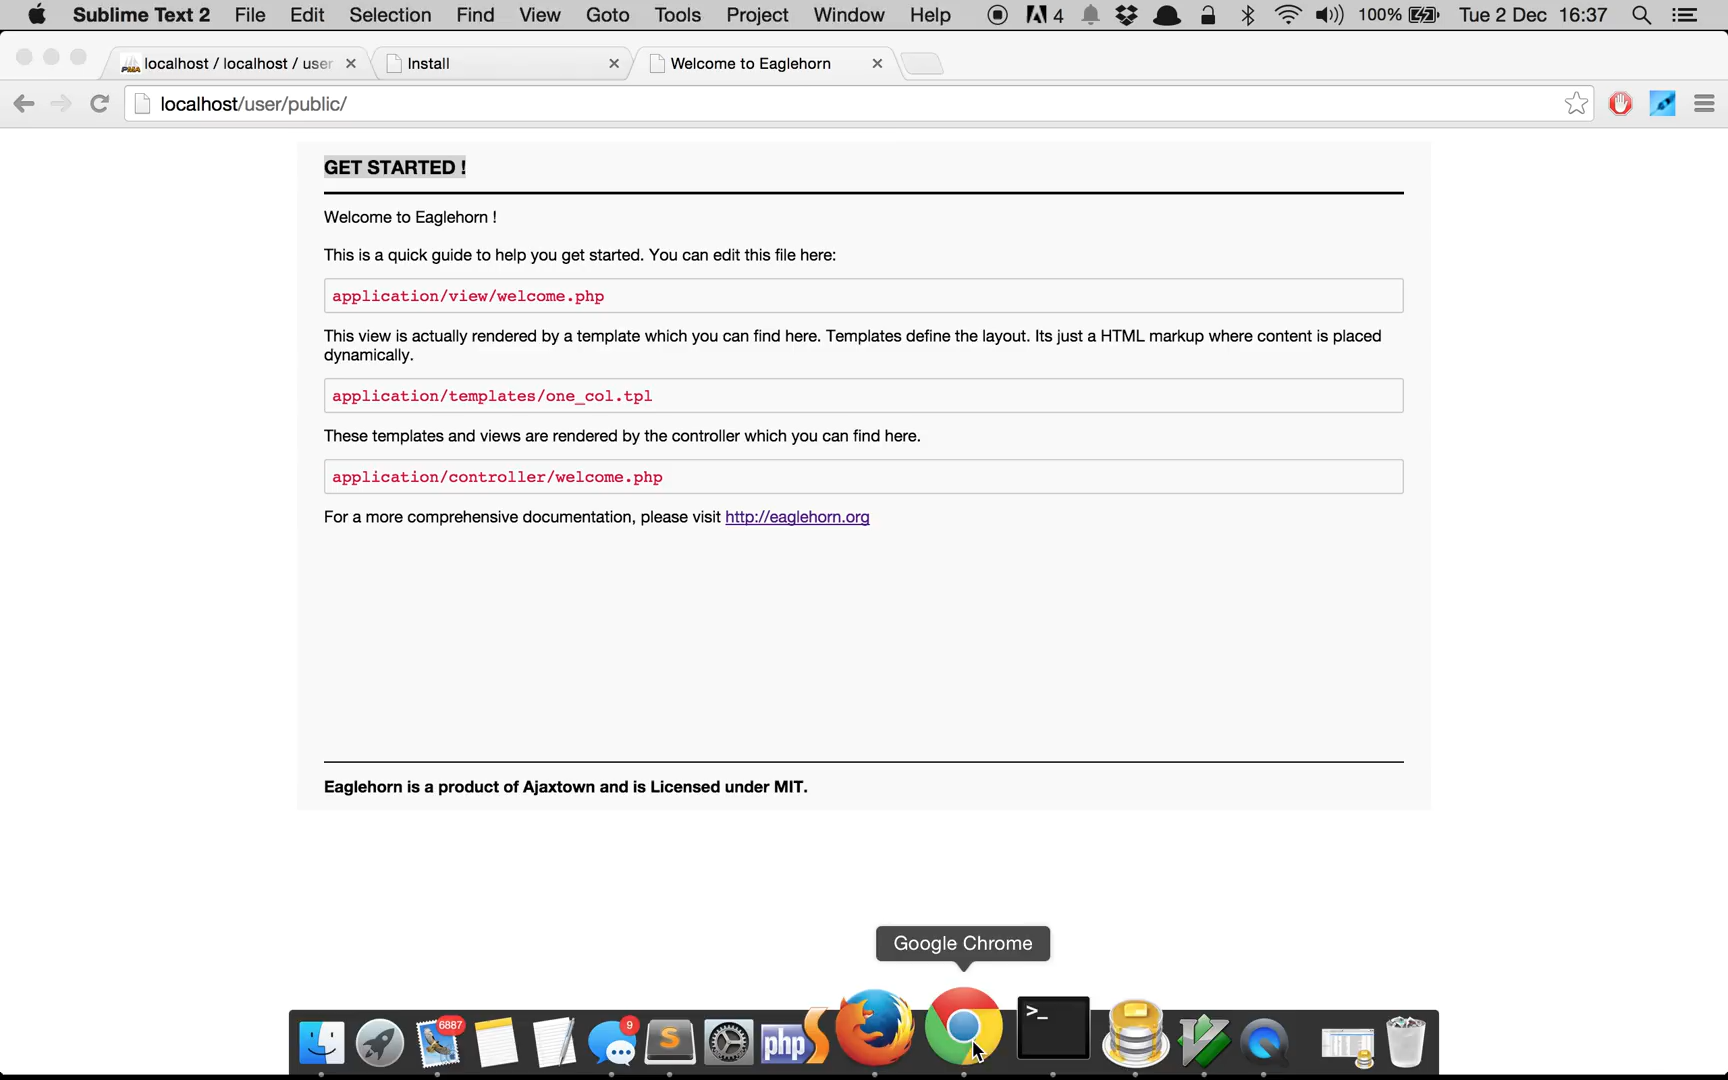 Sublime Text 2 File Edit Selection Find View Goto Tools Project Window Help 4 100% Tue 2 Dec 16:37
localhost / localhost / user Install Welcome to Eaglehorn
localhost/user/public/
GET STARTED !
Welcome to Eaglehorn !
This is a quick guide to help you get started. You can edit this file here:
application/view/welcome.php
This view is actually rendered by a template which you can find here. Templates define the layout. Its just a HTML markup where content is placed
dynamically.
application/templates/one_col.tpl
These templates and views are rendered by the controller which you can find here.
application/controller/welcome.php
For a more comprehensive documentation, please visit http://eaglehorn.org
Eaglehorn is a product of Ajaxtown and is Licensed under MIT.
Google Chrome
6887 9 S php >_